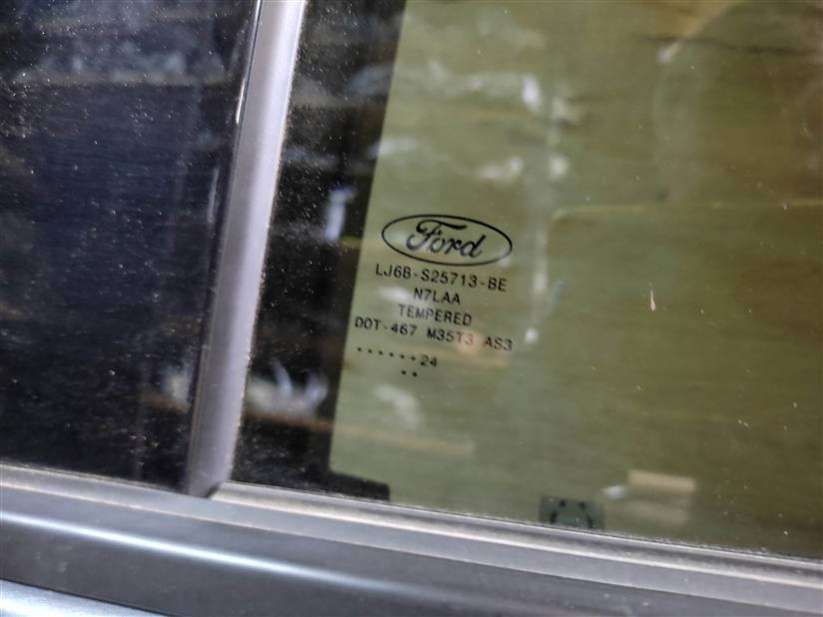 Ford
LJ6B-S25713-BE
N7LAA
TEMPERED
DOT-467 M35T3 AS3
......24
..